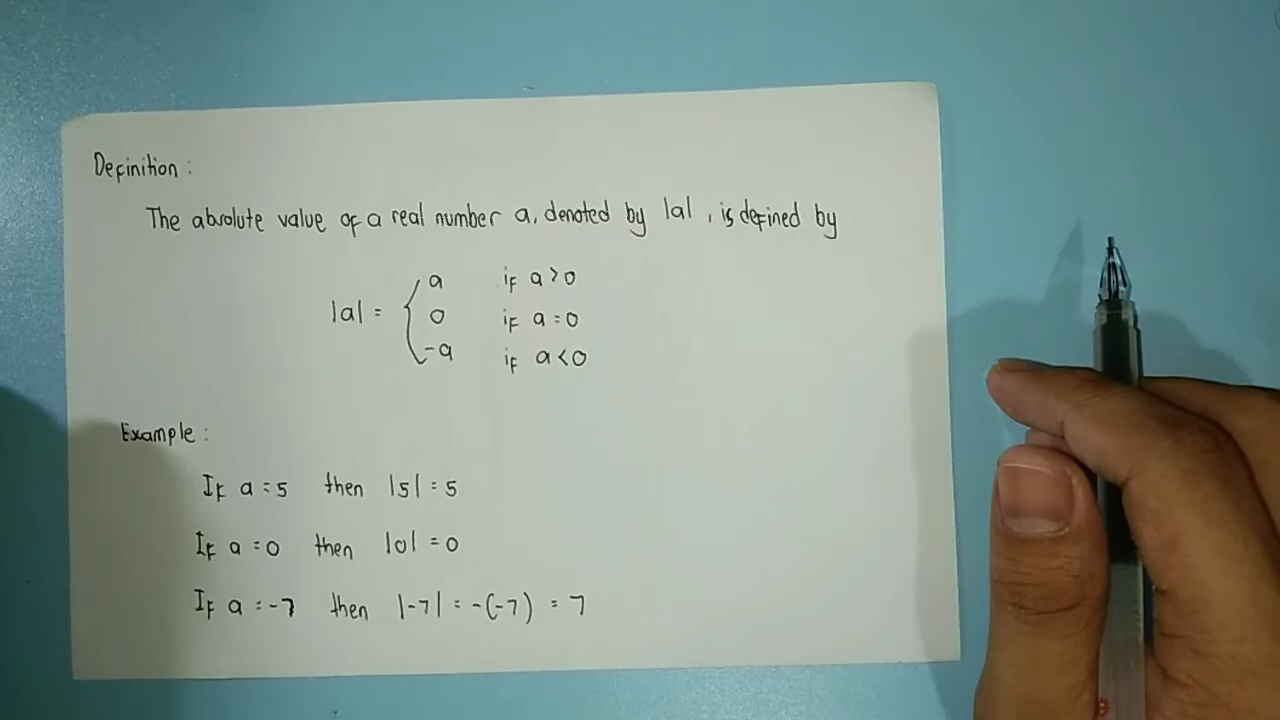 Definition :
The absolute value of a real number a, denoted by |a| , is defined by
a if a > 0
|a| = { 0 if a = 0
-a if a < 0
Example :
If a = 5 then |5| = 5
If a = 0 then |0| = 0
If a = -7 then |-7| = -(-7) = 7